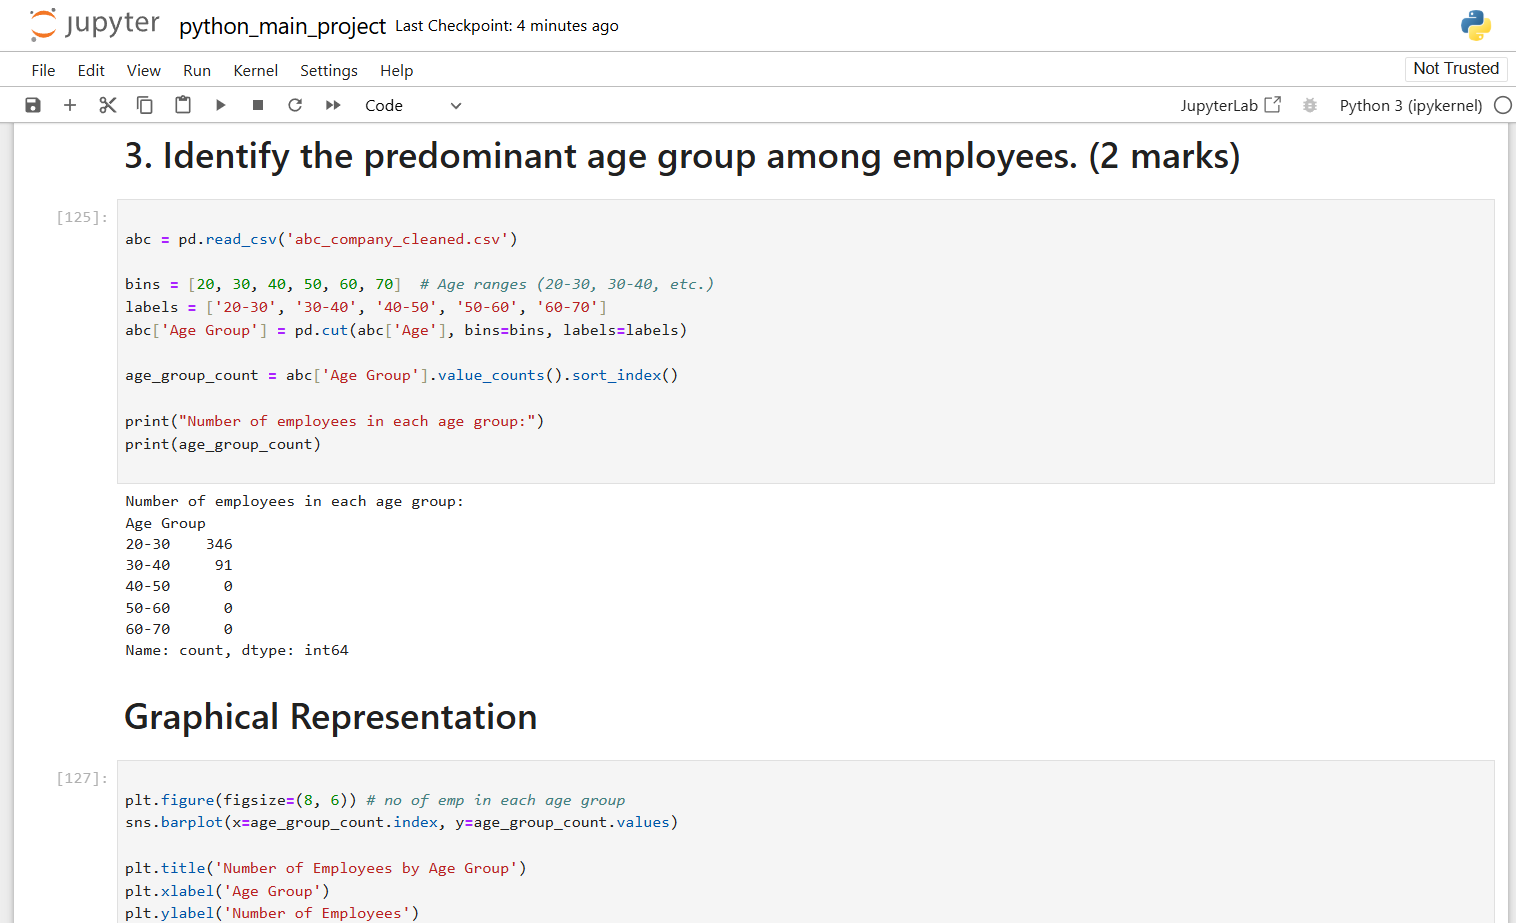 jupyter python_main_project Last Checkpoint: 4 minutes ago
File Edit View Run Kernel Settings Help Not Trusted
Code JupyterLab Python 3 (ipykernel)
3. Identify the predominant age group among employees. (2 marks)
[125]:
abc = pd.read_csv('abc_company_cleaned.csv')
bins = [20, 30, 40, 50, 60, 70]  # Age ranges (20-30, 30-40, etc.)
labels = ['20-30', '30-40', '40-50', '50-60', '60-70']
abc['Age Group'] = pd.cut(abc['Age'], bins=bins, labels=labels)
age_group_count = abc['Age Group'].value_counts().sort_index()
print("Number of employees in each age group:")
print(age_group_count)
Number of employees in each age group:
Age Group
20-30    346
30-40     91
40-50      0
50-60      0
60-70      0
Name: count, dtype: int64
Graphical Representation
[127]:
plt.figure(figsize=(8, 6)) # no of emp in each age group
sns.barplot(x=age_group_count.index, y=age_group_count.values)
plt.title('Number of Employees by Age Group')
plt.xlabel('Age Group')
plt.ylabel('Number of Employees')